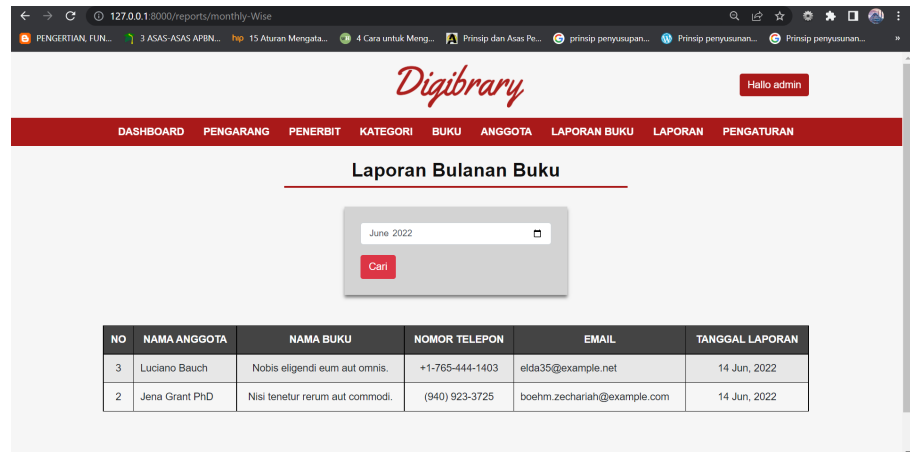 127.0.0.1:8000/reports/monthly-Wise
PENGERTIAN, FUN... 3 ASAS-ASAS APBN... hip 15 Aturan Mengata... 4 Cara untuk Meng... Prinsip dan Asas Pe... prinsip penyusupan... Prinsip penyusunan... Prinsip penyusunan... »
Digibrary
Hallo admin
DASHBOARD PENGARANG PENERBIT KATEGORI BUKU ANGGOTA LAPORAN BUKU LAPORAN PENGATURAN
Laporan Bulanan Buku
June 2022
Cari
NO NAMA ANGGOTA NAMA BUKU NOMOR TELEPON EMAIL TANGGAL LAPORAN
3 Luciano Bauch Nobis eligendi eum aut omnis. +1-765-444-1403 elda35@example.net 14 Jun, 2022
2 Jena Grant PhD Nisi tenetur rerum aut commodi. (940) 923-3725 boehm.zechariah@example.com 14 Jun, 2022